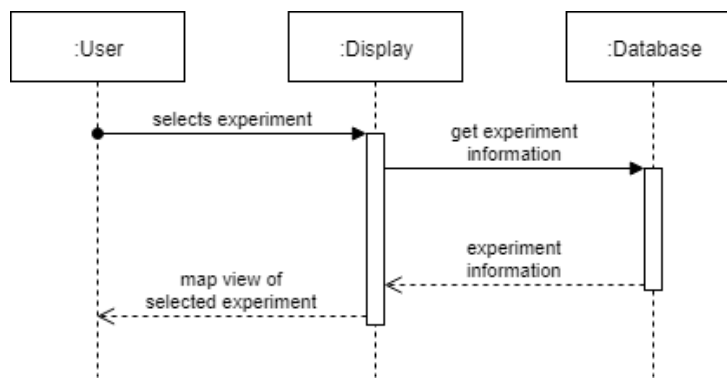 :User
:Display
:Database
selects experiment
get experiment
information
experiment
information
map view of
selected experiment